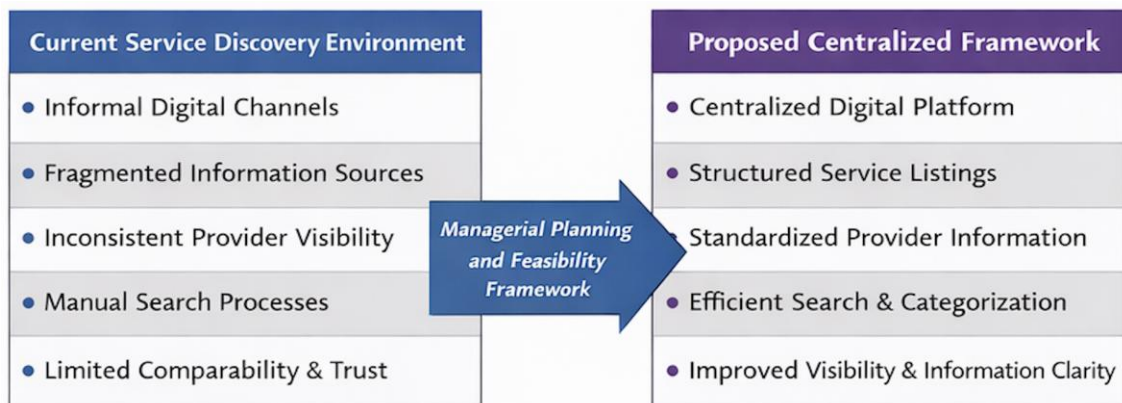 Current Service Discovery Environment
• Informal Digital Channels
• Fragmented Information Sources
• Inconsistent Provider Visibility
• Manual Search Processes
• Limited Comparability & Trust
Managerial Planning
and Feasibility
Framework
Proposed Centralized Framework
• Centralized Digital Platform
• Structured Service Listings
• Standardized Provider Information
• Efficient Search & Categorization
• Improved Visibility & Information Clarity